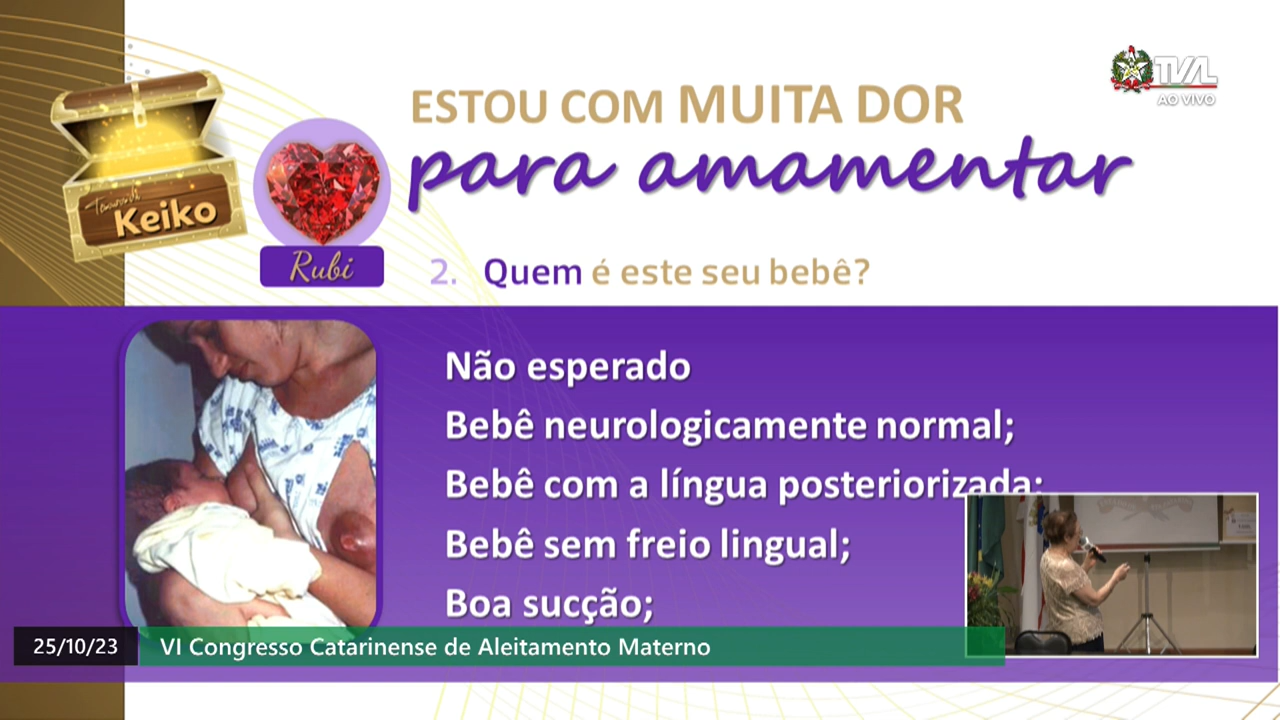 TVAL
AO VIVO
ESTOU COM MUITA DOR
para amamentar
Tesouros da
Keiko
Rubi
2. Quem é este seu bebê?
Não esperado
Bebê neurologicamente normal;
Bebê com a língua posteriorizada;
Bebê sem freio lingual;
Boa sucção;
25/10/23
VI Congresso Catarinense de Aleitamento Materno